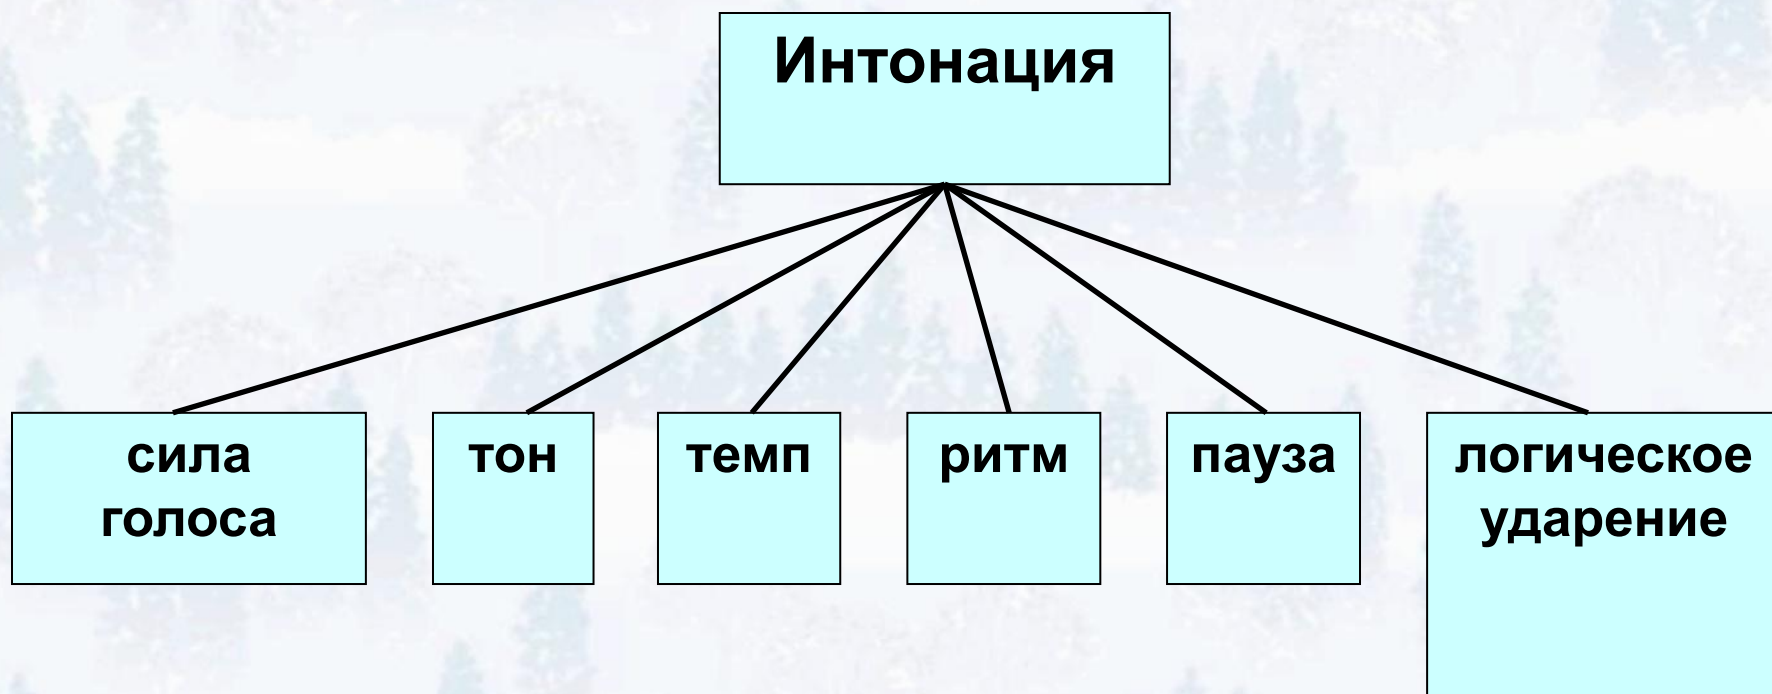 Интонация
сила
голоса
тон
темп
ритм
пауза
логическое
ударение